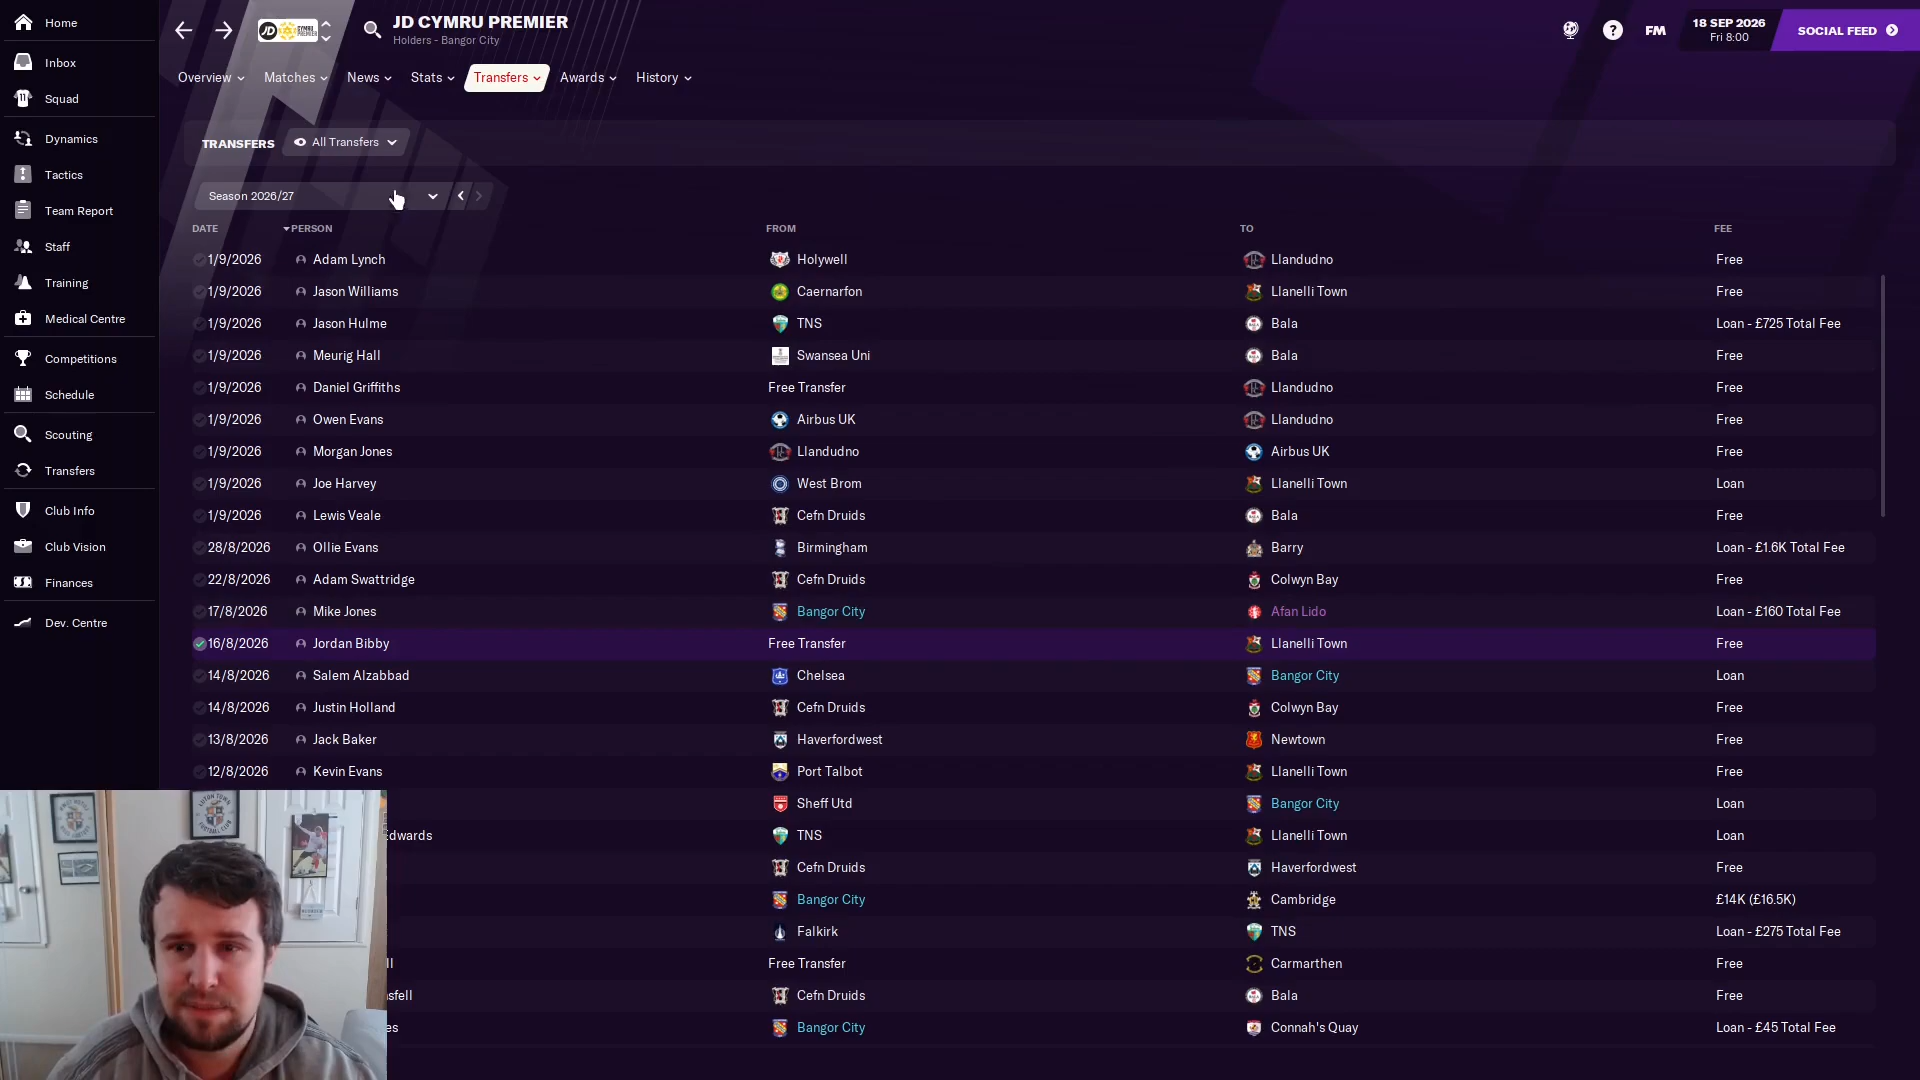 Home
Inbox
Squad
Dynamics
Tactics
Team Report
Staff
Training
Medical Centre
Competitions
Schedule
Scouting
Transfers
Club Info
Club Vision
Finances
Dev. Centre
JD CYMRU PREMIER
Holders - Bangor City
FM
18 SEP 2026
Fri 8:00
SOCIAL FEED
Overview Matches News Stats Transfers Awards History
TRANSFERS All Transfers
Season 2026/27
DATE PERSON FROM TO FEE
1/9/2026 Adam Lynch Holywell Llandudno Free
1/9/2026 Jason Williams Caernarfon Llanelli Town Free
1/9/2026 Jason Hulme TNS Bala Loan - £725 Total Fee
1/9/2026 Meurig Hall Swansea Uni Bala Free
1/9/2026 Daniel Griffiths Free Transfer Llandudno Free
1/9/2026 Owen Evans Airbus UK Llandudno Free
1/9/2026 Morgan Jones Llandudno Airbus UK Free
1/9/2026 Joe Harvey West Brom Llanelli Town Loan
1/9/2026 Lewis Veale Cefn Druids Bala Free
28/8/2026 Ollie Evans Birmingham Barry Loan - £1.6K Total Fee
22/8/2026 Adam Swattridge Cefn Druids Colwyn Bay Free
17/8/2026 Mike Jones Bangor City Afan Lido Loan - £160 Total Fee
16/8/2026 Jordan Bibby Free Transfer Llanelli Town Free
14/8/2026 Salem Alzabbad Chelsea Bangor City Loan
14/8/2026 Justin Holland Cefn Druids Colwyn Bay Free
13/8/2026 Jack Baker Haverfordwest Newtown Free
12/8/2026 Kevin Evans Port Talbot Llanelli Town Free
Sheff Utd Bangor City Loan
dwards TNS Llanelli Town Loan
Cefn Druids Haverfordwest Free
Bangor City Cambridge £14K (£16.5K)
Falkirk TNS Loan - £275 Total Fee
ll Free Transfer Carmarthen Free
sfell Cefn Druids Bala Free
es Bangor City Connah's Quay Loan - £45 Total Fee